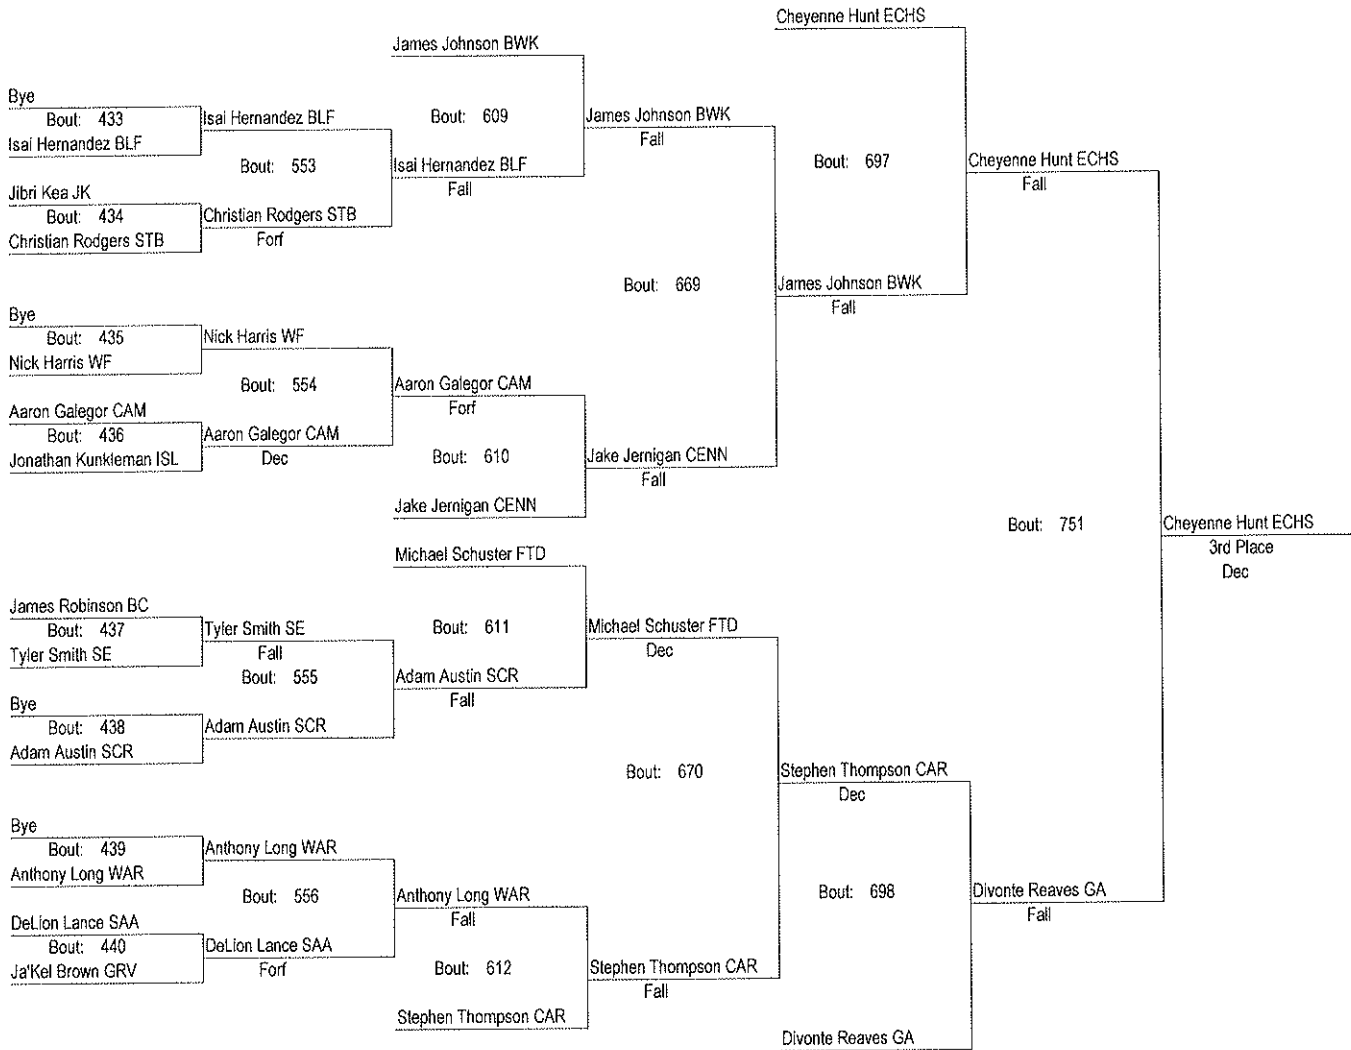 Cheyenne Hunt ECHS
James Johnson BWK
Bye
Bout: 433
Isai Hernandez BLF
Isai Hernandez BLF
Bout: 609
James Johnson BWK
Fall
Bout: 553
Isai Hernandez BLF
Fall
Bout: 697
Cheyenne Hunt ECHS
Fall
Jibri Kea JK
Bout: 434
Christian Rodgers STB
Christian Rodgers STB
Forf
Bout: 669
James Johnson BWK
Fall
Bye
Bout: 435
Nick Harris WF
Nick Harris WF
Bout: 554
Aaron Galegor CAM
Forf
Aaron Galegor CAM
Bout: 436
Jonathan Kunkleman ISL
Aaron Galegor CAM
Dec
Bout: 610
Jake Jernigan CENN
Fall
Jake Jernigan CENN
Bout: 751
Cheyenne Hunt ECHS
3rd Place
Dec
Michael Schuster FTD
James Robinson BC
Bout: 437
Tyler Smith SE
Tyler Smith SE
Fall
Bout: 611
Michael Schuster FTD
Dec
Bout: 555
Adam Austin SCR
Fall
Bye
Bout: 438
Adam Austin SCR
Adam Austin SCR
Bout: 670
Stephen Thompson CAR
Dec
Bye
Bout: 439
Anthony Long WAR
Anthony Long WAR
Bout: 556
Anthony Long WAR
Fall
Bout: 698
Divonte Reaves GA
Fall
DeLion Lance SAA
Bout: 440
Ja'Kel Brown GRV
DeLion Lance SAA
Forf
Bout: 612
Stephen Thompson CAR
Fall
Stephen Thompson CAR
Divonte Reaves GA